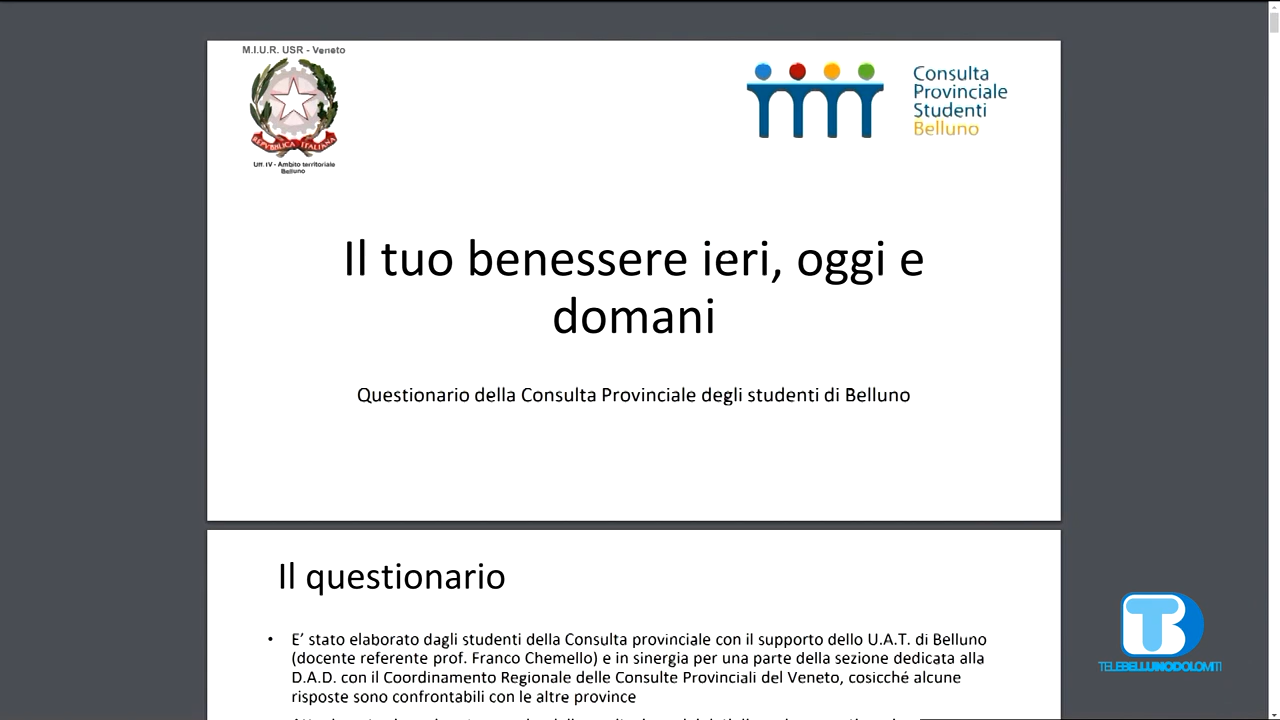 M.I.U.R. USR - Veneto
REPVBBLICA ITALIANA
Uff. IV - Ambito territoriale
Belluno
Consulta
Provinciale
Studenti
Belluno
Il tuo benessere ieri, oggi e
domani
Questionario della Consulta Provinciale degli studenti di Belluno
Il questionario
• E’ stato elaborato dagli studenti della Consulta provinciale con il supporto dello U.A.T. di Belluno
(docente referente prof. Franco Chemello) e in sinergia per una parte della sezione dedicata alla
D.A.D. con il Coordinamento Regionale delle Consulte Provinciali del Veneto, cosicché alcune
risposte sono confrontabili con le altre province
TB
TELEBELLUNODOLOMITI